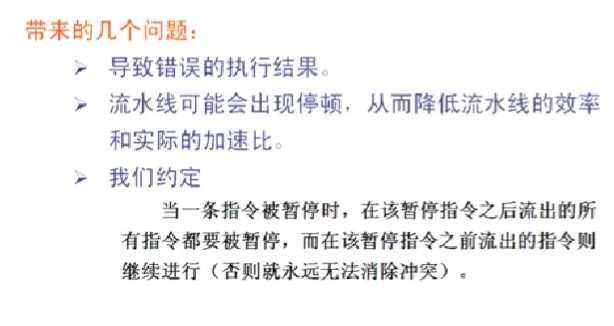 带来的几个问题：
➢ 导致错误的执行结果。
➢ 流水线可能会出现停顿，从而降低流水线的效率
和实际的加速比。
➢ 我们约定
当一条指令被暂停时，在该暂停指令之后流出的所
有指令都要被暂停，而在该暂停指令之前流出的指令则
继续进行（否则就永远无法消除冲突）。